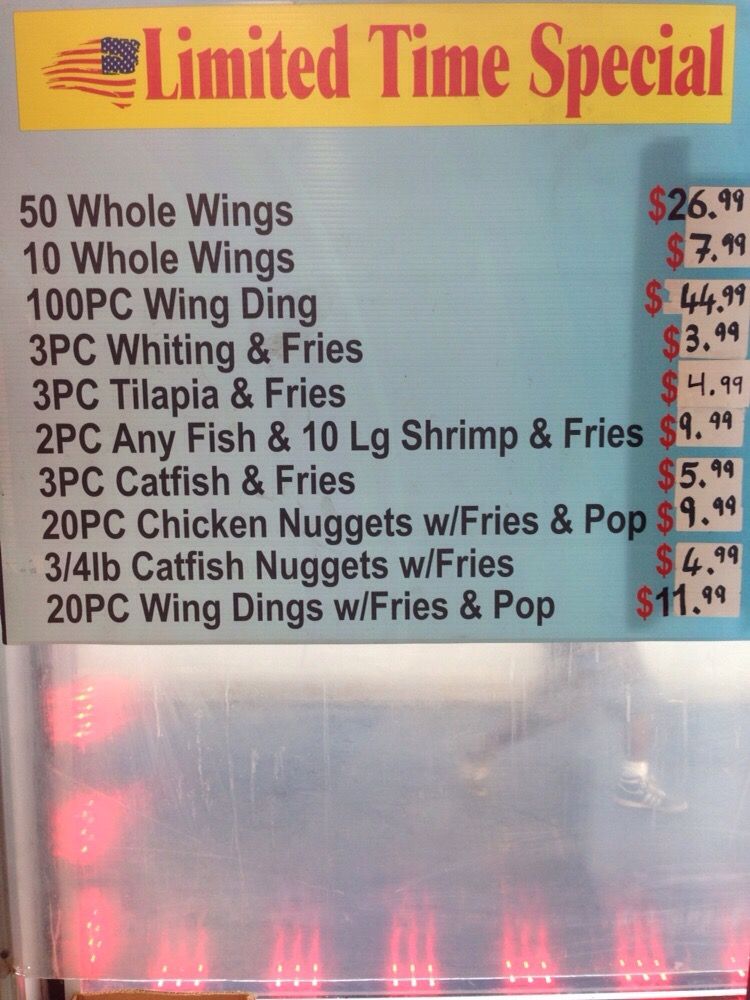 Limited Time Special
50 Whole Wings $26.99
10 Whole Wings $7.99
100PC Wing Ding $44.99
3PC Whiting & Fries $3.99
3PC Tilapia & Fries $4.99
2PC Any Fish & 10 Lg Shrimp & Fries $9.99
3PC Catfish & Fries $5.99
20PC Chicken Nuggets w/Fries & Pop $9.99
3/4lb Catfish Nuggets w/Fries $4.99
20PC Wing Dings w/Fries & Pop $11.99